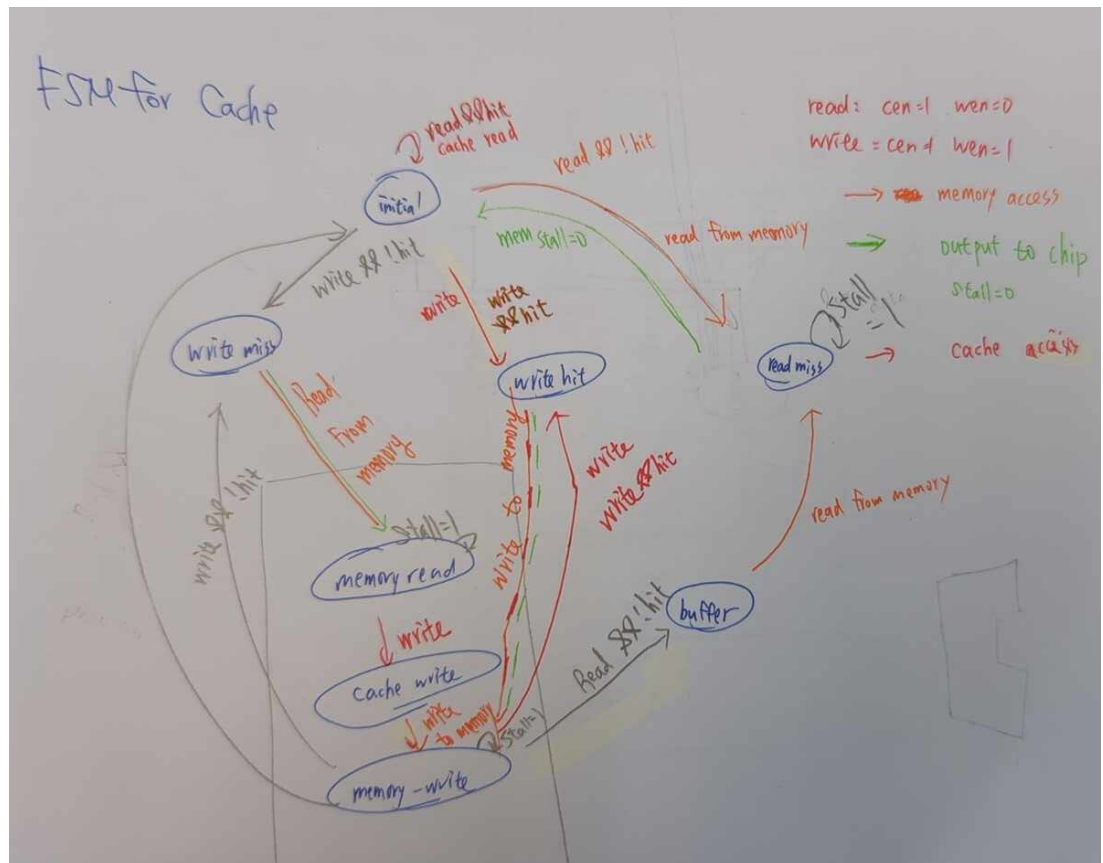 FSM for Cache
read&&hit
cache read
initial
read && !hit
read: cen=1 wen=0
write = cen=1 wen=1
memory access
mem stall=0
read from memory
output to chip
stall=0
write && !hit
write
write
&&hit
stall
=1
cache access
write miss
write hit
read miss
Read
From
memory
write to memory
write
write&&hit
write && !hit
read from memory
stall=1
memory read
buffer
write
Read && !hit
cache write
write
to memory
stall=1
memory-write